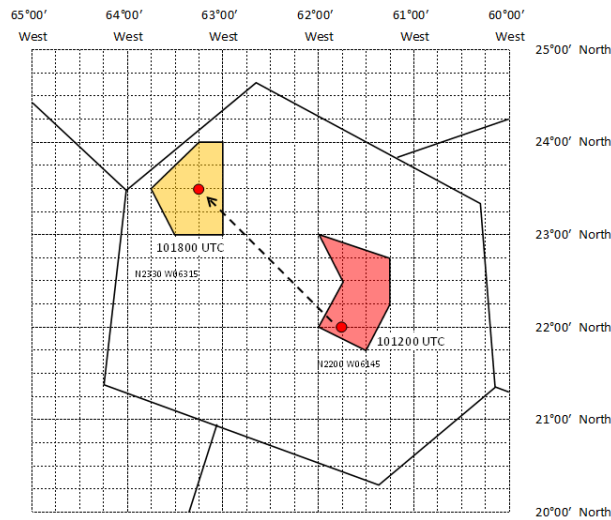 65°00′ 64°00′ 63°00′ 62°00′ 61°00′ 60°00′
West West West West West West
25°00′ North
24°00′ North
23°00′ North
101800 UTC
N2330 W06315
22°00′ North
101200 UTC
N2200 W06145
21°00′ North
20°00′ North